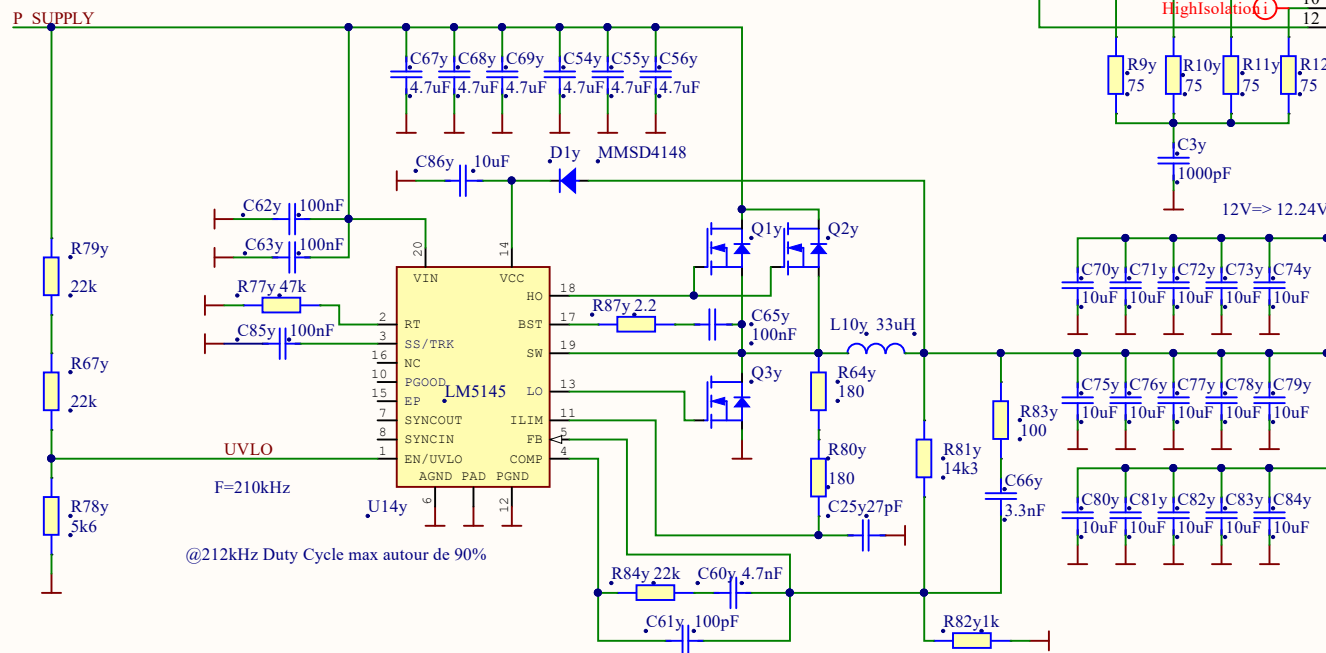 P_SUPPLY
HighIsolation i
12
C67y
4.7uF
C68y
4.7uF
C69y
4.7uF
C54y
4.7uF
C55y
4.7uF
C56y
4.7uF
R9y
75
R10y
75
R11y
75
R12
75
C3y
1000pF
12V=> 12.24V
C86y 10uF
D1y MMSD4148
C62y 100nF
C63y 100nF
R77y 47k
C85y 100nF
R79y
22k
R67y
22k
UVLO
F=210kHz
R78y
5k6
@212kHz Duty Cycle max autour de 90%
20
VIN
14
VCC
2 RT
3 SS/TRK
16 NC
10 PGOOD
15 EP
7 SYNCOUT
8 SYNCIN
1 EN/UVLO
LM5145
HO 18
BST 17
SW 19
LO 13
ILIM 11
FB 5
COMP 4
AGND PAD PGND
6
12
U14y
Q1y
Q2y
R87y 2.2
C65y
100nF
L10y 33uH
Q3y
R64y
180
R80y
180
C25y 27pF
R81y
14k3
R83y
100
C66y
3.3nF
R84y 22k
C60y 4.7nF
C61y 100pF
R82y 1k
C70y
10uF
C71y
10uF
C72y
10uF
C73y
10uF
C74y
10uF
C75y
10uF
C76y
10uF
C77y
10uF
C78y
10uF
C79y
10uF
C80y
10uF
C81y
10uF
C82y
10uF
C83y
10uF
C84y
10uF